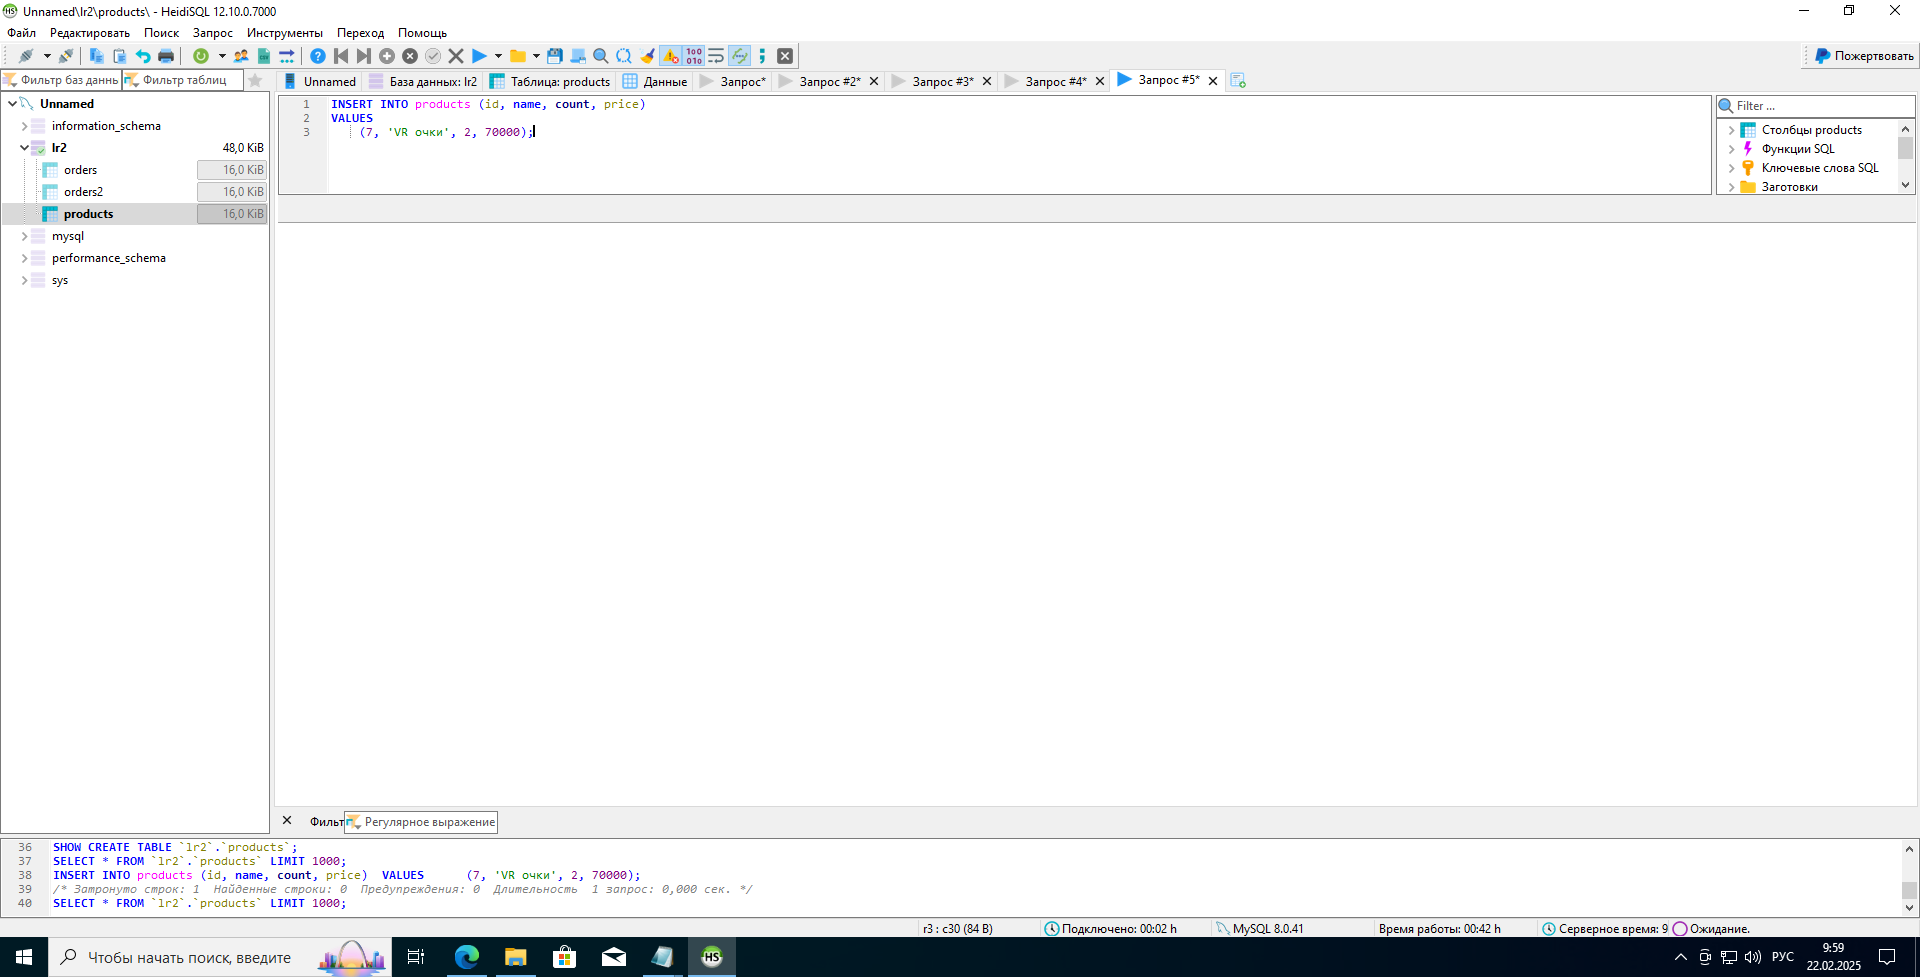 Unnamed\lr2\products\ - HeidiSQL 12.10.0.7000
Файл Редактировать Поиск Запрос Инструменты Переход Помощь
Пожертвовать
Фильтр баз данн Фильтр таблиц
Unnamed База данных: lr2 Таблица: products Данные Запрос* Запрос #2* Запрос #3* Запрос #4* Запрос #5*
Unnamed
information_schema
lr2 48,0 KiB
orders 16,0 KiB
orders2 16,0 KiB
products 16,0 KiB
mysql
performance_schema
sys
1 INSERT INTO products (id, name, count, price)
2 VALUES
3 (7, 'VR очки', 2, 70000);
Filter ...
Столбцы products
Функции SQL
Ключевые слова SQL
Заготовки
Фильт Регулярное выражение
36 SHOW CREATE TABLE `lr2`.`products`;
37 SELECT * FROM `lr2`.`products` LIMIT 1000;
38 INSERT INTO products (id, name, count, price) VALUES (7, 'VR очки', 2, 70000);
39 /* Затронуто строк: 1 Найденные строки: 0 Предупреждения: 0 Длительность 1 запрос: 0,000 сек. */
40 SELECT * FROM `lr2`.`products` LIMIT 1000;
r3 : c30 (84 B) Подключено: 00:02 h MySQL 8.0.41 Время работы: 00:42 h Серверное время: 9 Ожидание.
Чтобы начать поиск, введите
HS
РУС
9:59
22.02.2025